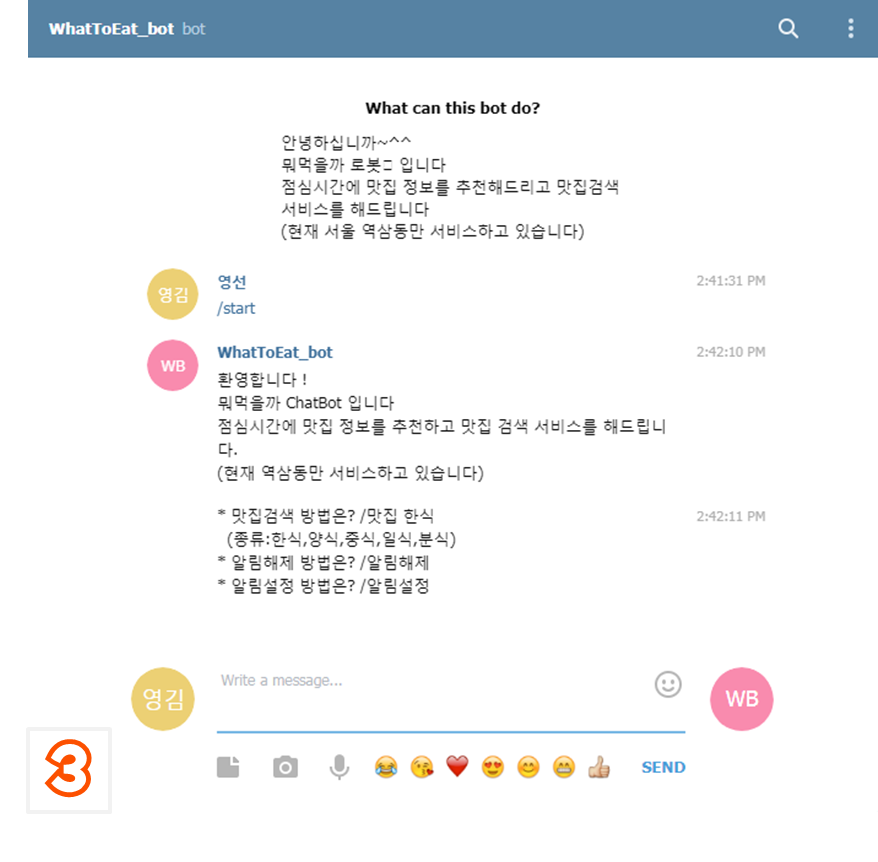 WhatToEat_bot bot
What can this bot do?
안녕하십니까~^^
뭐먹을까 로봇□ 입니다
점심시간에 맛집 정보를 추천해드리고 맛집검색
서비스를 해드립니다
(현재 서울 역삼동만 서비스하고 있습니다)
영김
영선
2:41:31 PM
/start
WB
WhatToEat_bot
2:42:10 PM
환영합니다 !
뭐먹을까 ChatBot 입니다
점심시간에 맛집 정보를 추천하고 맛집 검색 서비스를 해드립니
다.
(현재 역삼동만 서비스하고 있습니다)
* 맛집검색 방법은? /맛집 한식
2:42:11 PM
(종류:한식,양식,중식,일식,분식)
* 알림해제 방법은? /알림해제
* 알림설정 방법은? /알림설정
영김
Write a message...
WB
SEND